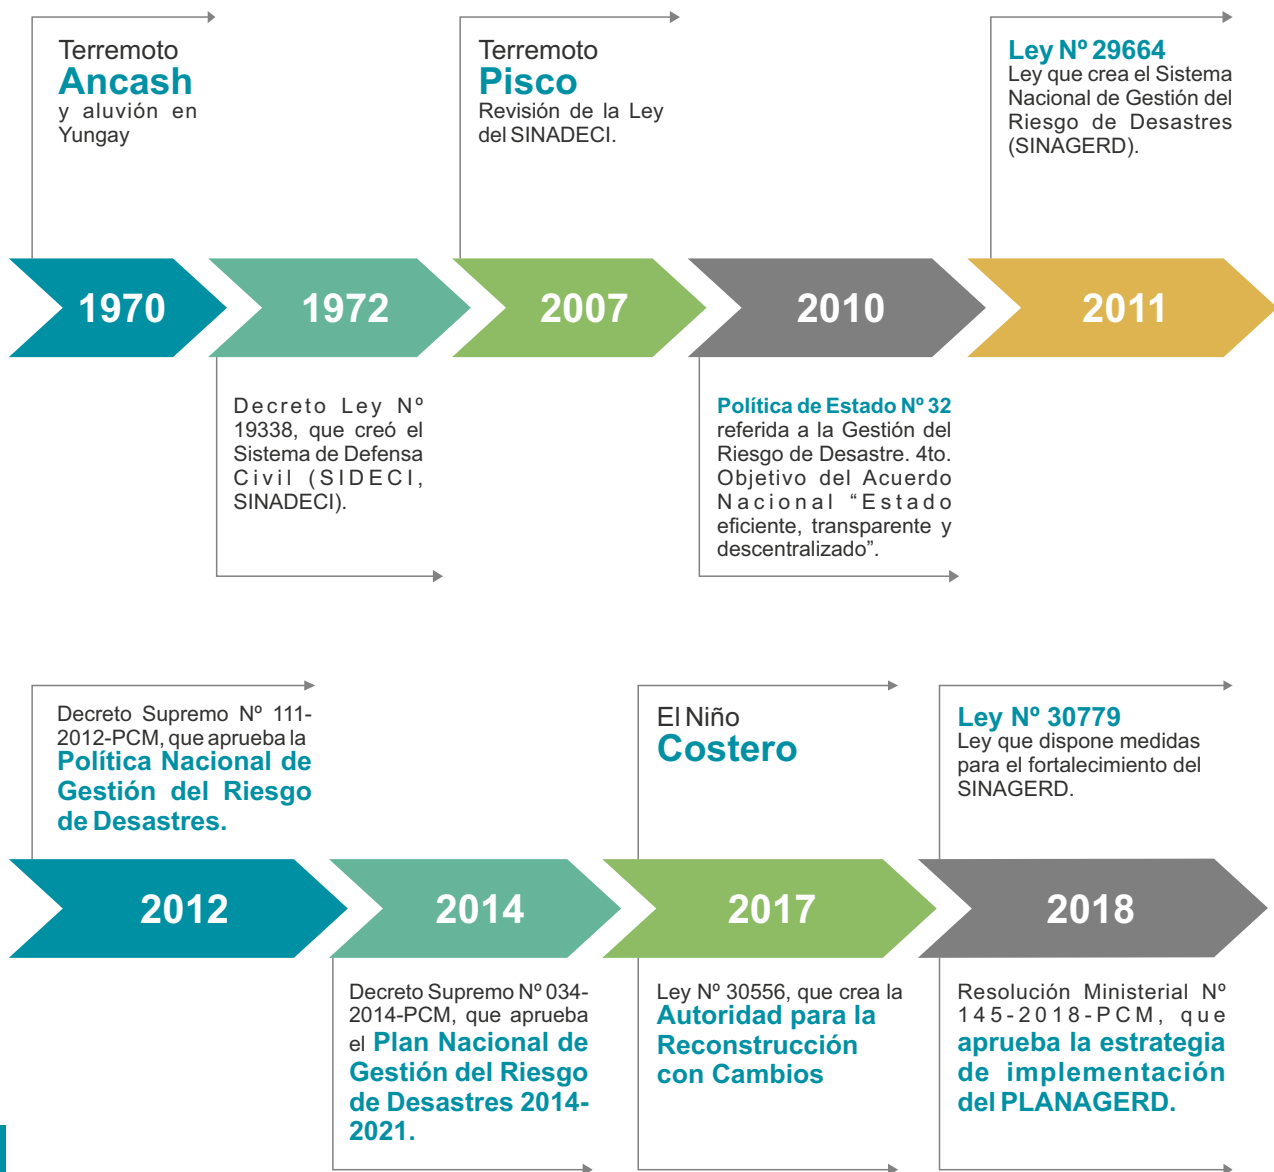 Terremoto
Ancash
y aluvión en
Yungay
Terremoto
Pisco
Revisión de la Ley
del SINADECI.
Ley Nº 29664
Ley que crea el Sistema
Nacional de Gestión del
Riesgo de Desastres
(SINAGERD).
1970
1972
2007
2010
2011
Decreto Ley Nº
19338, que creó el
Sistema de Defensa
Civil (SIDECI,
SINADECI).
Política de Estado Nº 32
referida a la Gestión del
Riesgo de Desastre. 4to.
Objetivo del Acuerdo
Nacional “Estado
eficiente, transparente y
descentralizado”.
Decreto Supremo Nº 111-
2012-PCM, que aprueba la
Política Nacional de
Gestión del Riesgo
de Desastres.
El Niño
Costero
Ley Nº 30779
Ley que dispone medidas
para el fortalecimiento del
SINAGERD.
2012
2014
2017
2018
Decreto Supremo Nº 034-
2014-PCM, que aprueba
el Plan Nacional de
Gestión del Riesgo
de Desastres 2014-
2021.
Ley Nº 30556, que crea la
Autoridad para la
Reconstrucción
con Cambios
Resolución Ministerial Nº
145-2018-PCM, que
aprueba la estrategia
de implementación
del PLANAGERD.